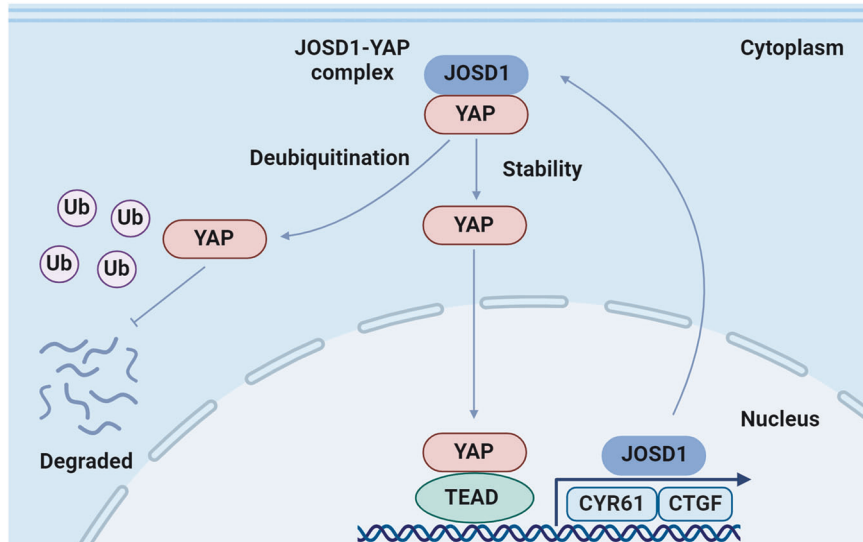 JOSD1-YAP
complex
JOSD1
YAP
Cytoplasm
Deubiquitination
Stability
Ub
Ub
Ub
Ub
YAP
YAP
Degraded
Nucleus
YAP
TEAD
JOSD1
CYR61
CTGF